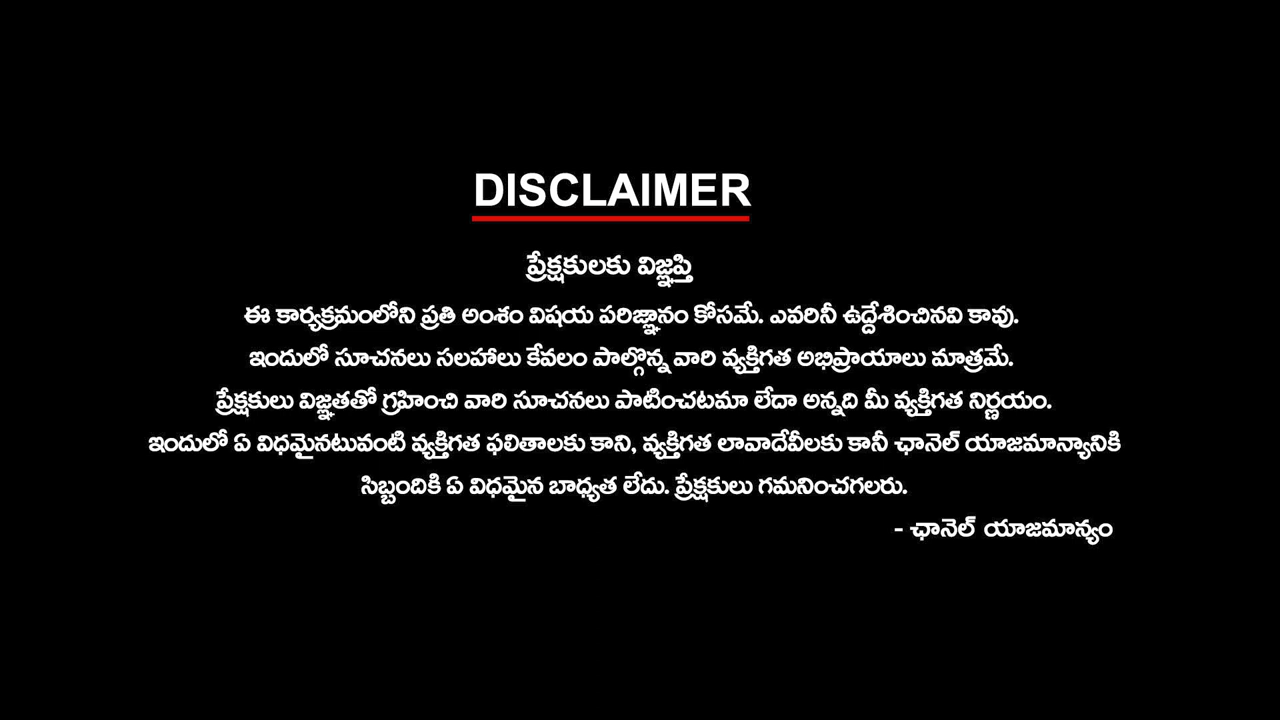 DISCLAIMER
ప్రేక్షకులకు విజ్ఞప్తి
ఈ కార్యక్రమంలోని ప్రతి అంశం విషయ పరిజ్ఞానం కోసమే. ఎవరినీ ఉద్దేశించినవి కావు.
ఇందులో సూచనలు సలహాలు కేవలం పాల్గొన్న వారి వ్యక్తిగత అభిప్రాయాలు మాత్రమే.
ప్రేక్షకులు విజ్ఞతతో గ్రహించి వారి సూచనలు పాటించటమా లేదా అన్నది మీ వ్యక్తిగత నిర్ణయం.
ఇందులో ఏ విధమైనటువంటి వ్యక్తిగత ఫలితాలకు కాని, వ్యక్తిగత లావాదేవీలకు కానీ ఛానెల్ యాజమాన్యానికి
సిబ్బందికి ఏ విధమైన బాధ్యత లేదు. ప్రేక్షకులు గమనించగలరు.
- ఛానెల్ యాజమాన్యం